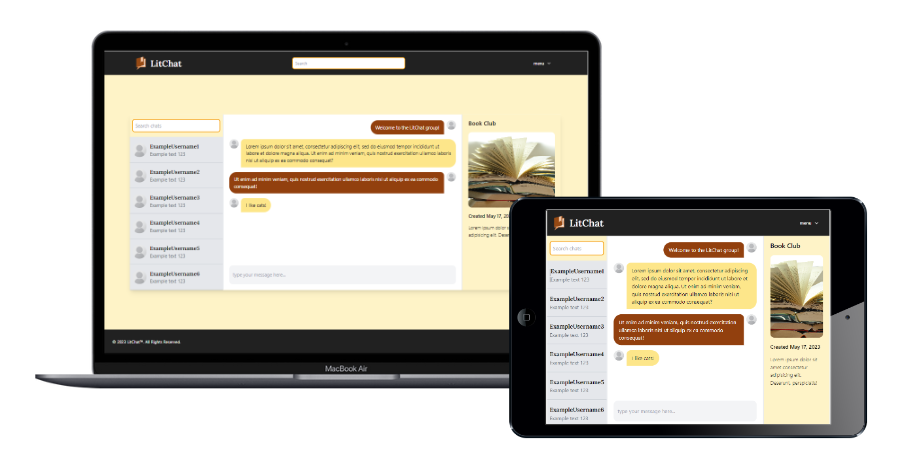 LitChat
Search
menu
Search chats
ExampleUsername1
Example text 123
ExampleUsername2
Example text 123
ExampleUsername3
Example text 123
ExampleUsername4
Example text 123
ExampleUsername5
Example text 123
ExampleUsername6
Example text 123
Welcome to the LitChat group!
Lorem ipsum dolor sit amet, consectetur adipiscing elit, sed do eiusmod tempor incididunt ut
labore et dolore magna aliqua. Ut enim ad minim veniam, quis nostrud exercitation ullamco laboris
nisi ut aliquip ex ea commodo consequat?
Ut enim ad minim veniam, quis nostrud exercitation ullamco laboris nisi ut aliquip ex ea commodo
consequat!
I like cats!
Type your message here...
Book Club
Created May 17, 20
Lorem ipsum dolor s
adipiscing elit. Dese
© 2023 LitChat™. All Rights Reserved.
MacBook Air
LitChat
menu
Search chats
ExampleUsername1
Example text 123
ExampleUsername2
Example text 123
ExampleUsername3
Example text 123
ExampleUsername4
Example text 123
ExampleUsername5
Example text 123
ExampleUsername6
Example text 123
Welcome to the LitChat group!
Lorem ipsum dolor sit amet, consectetur adipiscing
elit, sed do eiusmod tempor incididunt ut labore et
dolore magna aliqua. Ut enim ad minim veniam, quis
nostrud exercitation ullamco laboris nisi ut
aliquip ex ea commodo consequat?
Ut enim ad minim veniam, quis nostrud exercitation
ullamco laboris nisi ut aliquip ex ea commodo
consequat!
I like cats!
Type your message here...
Book Club
Created May 17, 2023
Lorem ipsum dolor sit
amet consectetur
adipiscing elit.
Deserunt, perspiciatis!